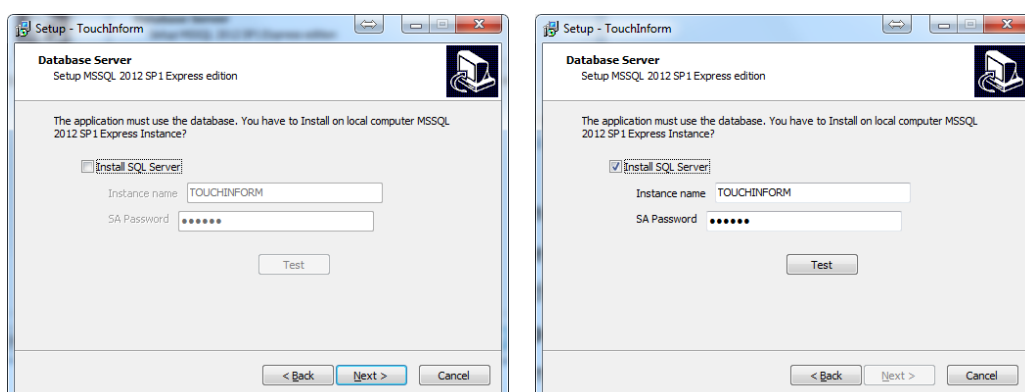 Setup - TouchInform
Database Server
Setup MSSQL 2012 SP1 Express edition
The application must use the database. You have to Install on local computer MSSQL
2012 SP1 Express Instance?
Install SQL Server
Instance name TOUCHINFORM
SA Password ••••••
Test
< Back Next > Cancel
Setup - TouchInform
Database Server
Setup MSSQL 2012 SP1 Express edition
The application must use the database. You have to Install on local computer MSSQL
2012 SP1 Express Instance?
Install SQL Server
Instance name TOUCHINFORM
SA Password ••••••
Test
< Back Next > Cancel